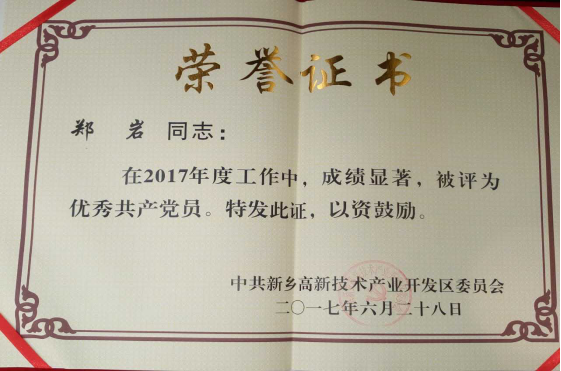 荣誉证书
郑岩 同志：
在2017年度工作中，成绩显著，被评为
优秀共产党员。特发此证，以资鼓励。
中共新乡高新技术产业开发区委员会
二〇一七年六月二十八日